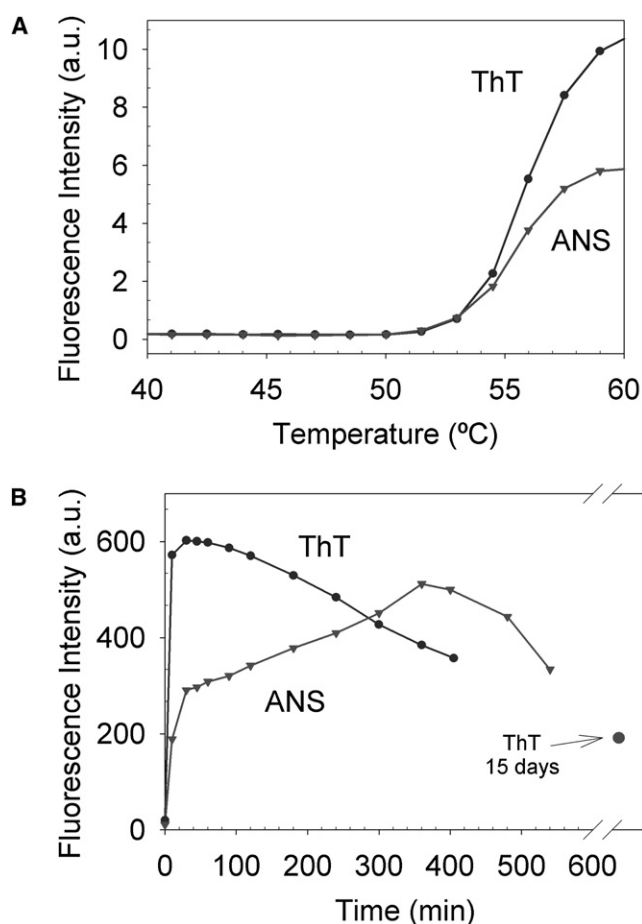 A
Fluorescence Intensity (a.u.)
10
8
6
4
2
0
ThT
ANS
40 45 50 55 60
Temperature (ºC)
B
Fluorescence Intensity (a.u.)
600
400
200
0
ThT
ANS
ThT
15 days
0 100 200 300 400 500 600
Time (min)